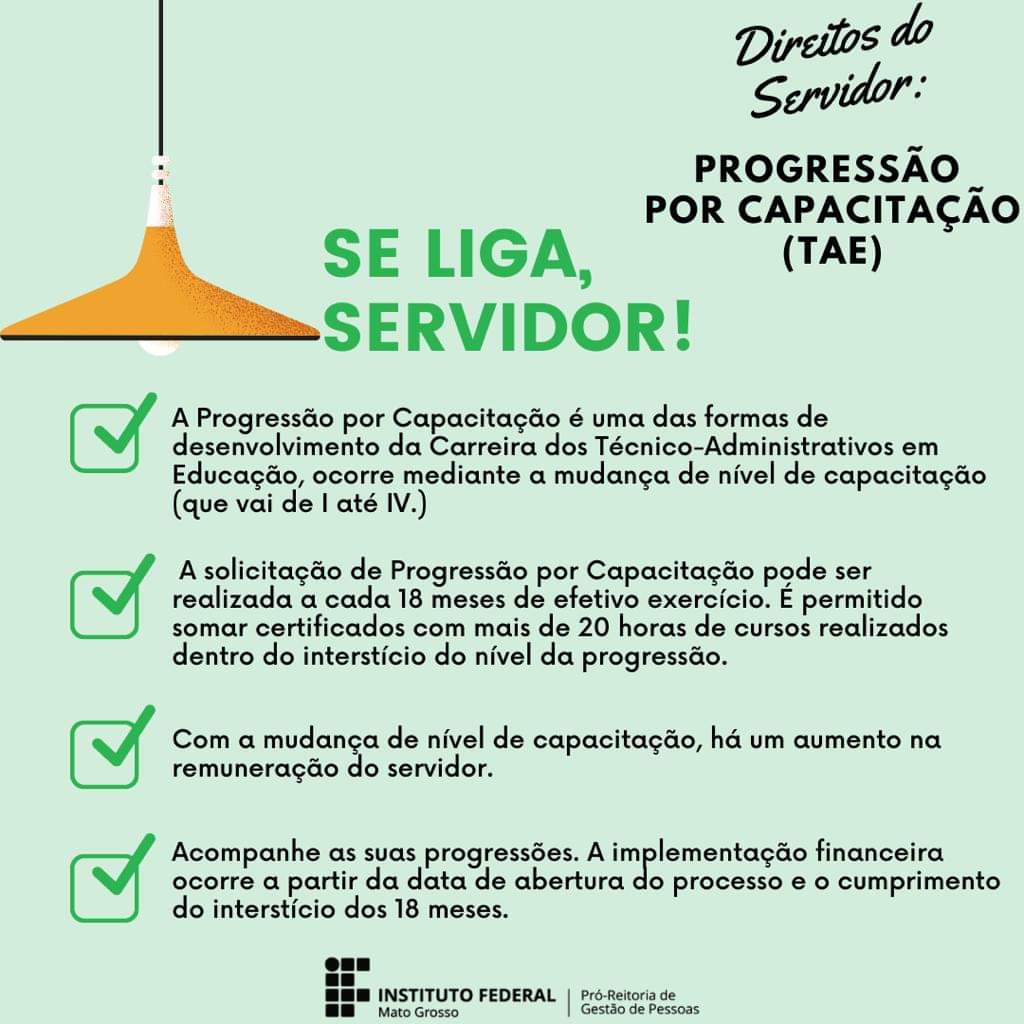 Direitos do
Servidor:
PROGRESSÃO
POR CAPACITAÇÃO
(TAE)
SE LIGA,
SERVIDOR!
A Progressão por Capacitação é uma das formas de
desenvolvimento da Carreira dos Técnico-Administrativos em
Educação, ocorre mediante a mudança de nível de capacitação
(que vai de I até IV.)
A solicitação de Progressão por Capacitação pode ser
realizada a cada 18 meses de efetivo exercício. É permitido
somar certificados com mais de 20 horas de cursos realizados
dentro do interstício do nível da progressão.
Com a mudança de nível de capacitação, há um aumento na
remuneração do servidor.
Acompanhe as suas progressões. A implementação financeira
ocorre a partir da data de abertura do processo e o cumprimento
do interstício dos 18 meses.
INSTITUTO FEDERAL
Mato Grosso
Pró-Reitoria de
Gestão de Pessoas